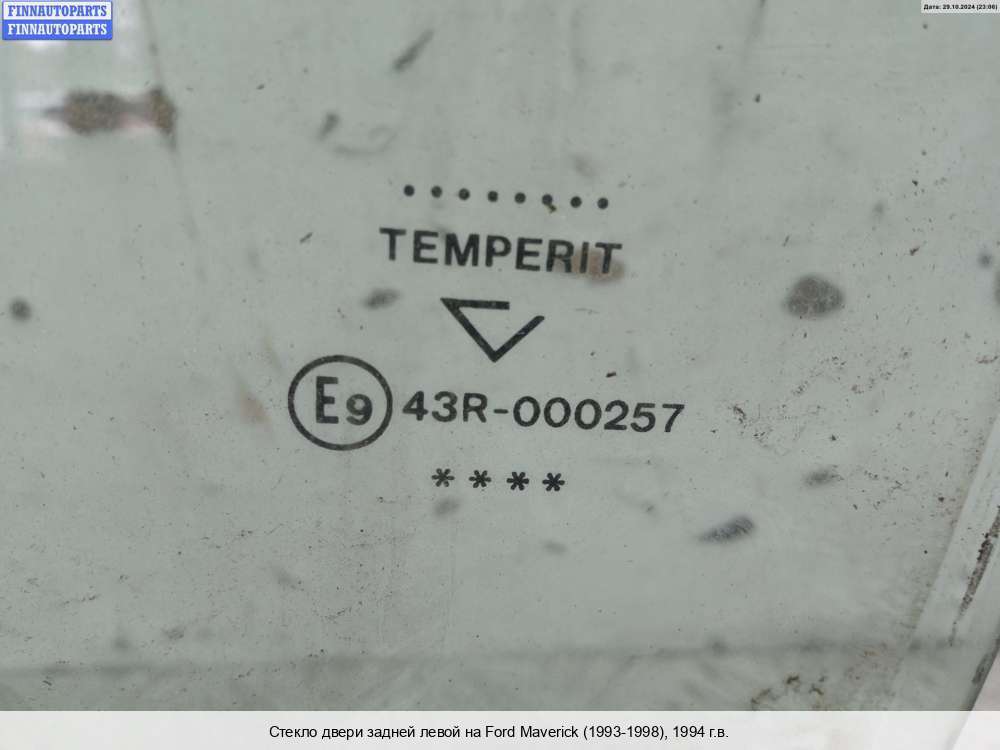 FINNAUTOPARTS
FINNAUTOPARTS
Дата: 29.10.2024 (23:06)
........
TEMPERIT
E9 43R-000257
****
Стекло двери задней левой на Ford Maverick (1993-1998), 1994 г.в.